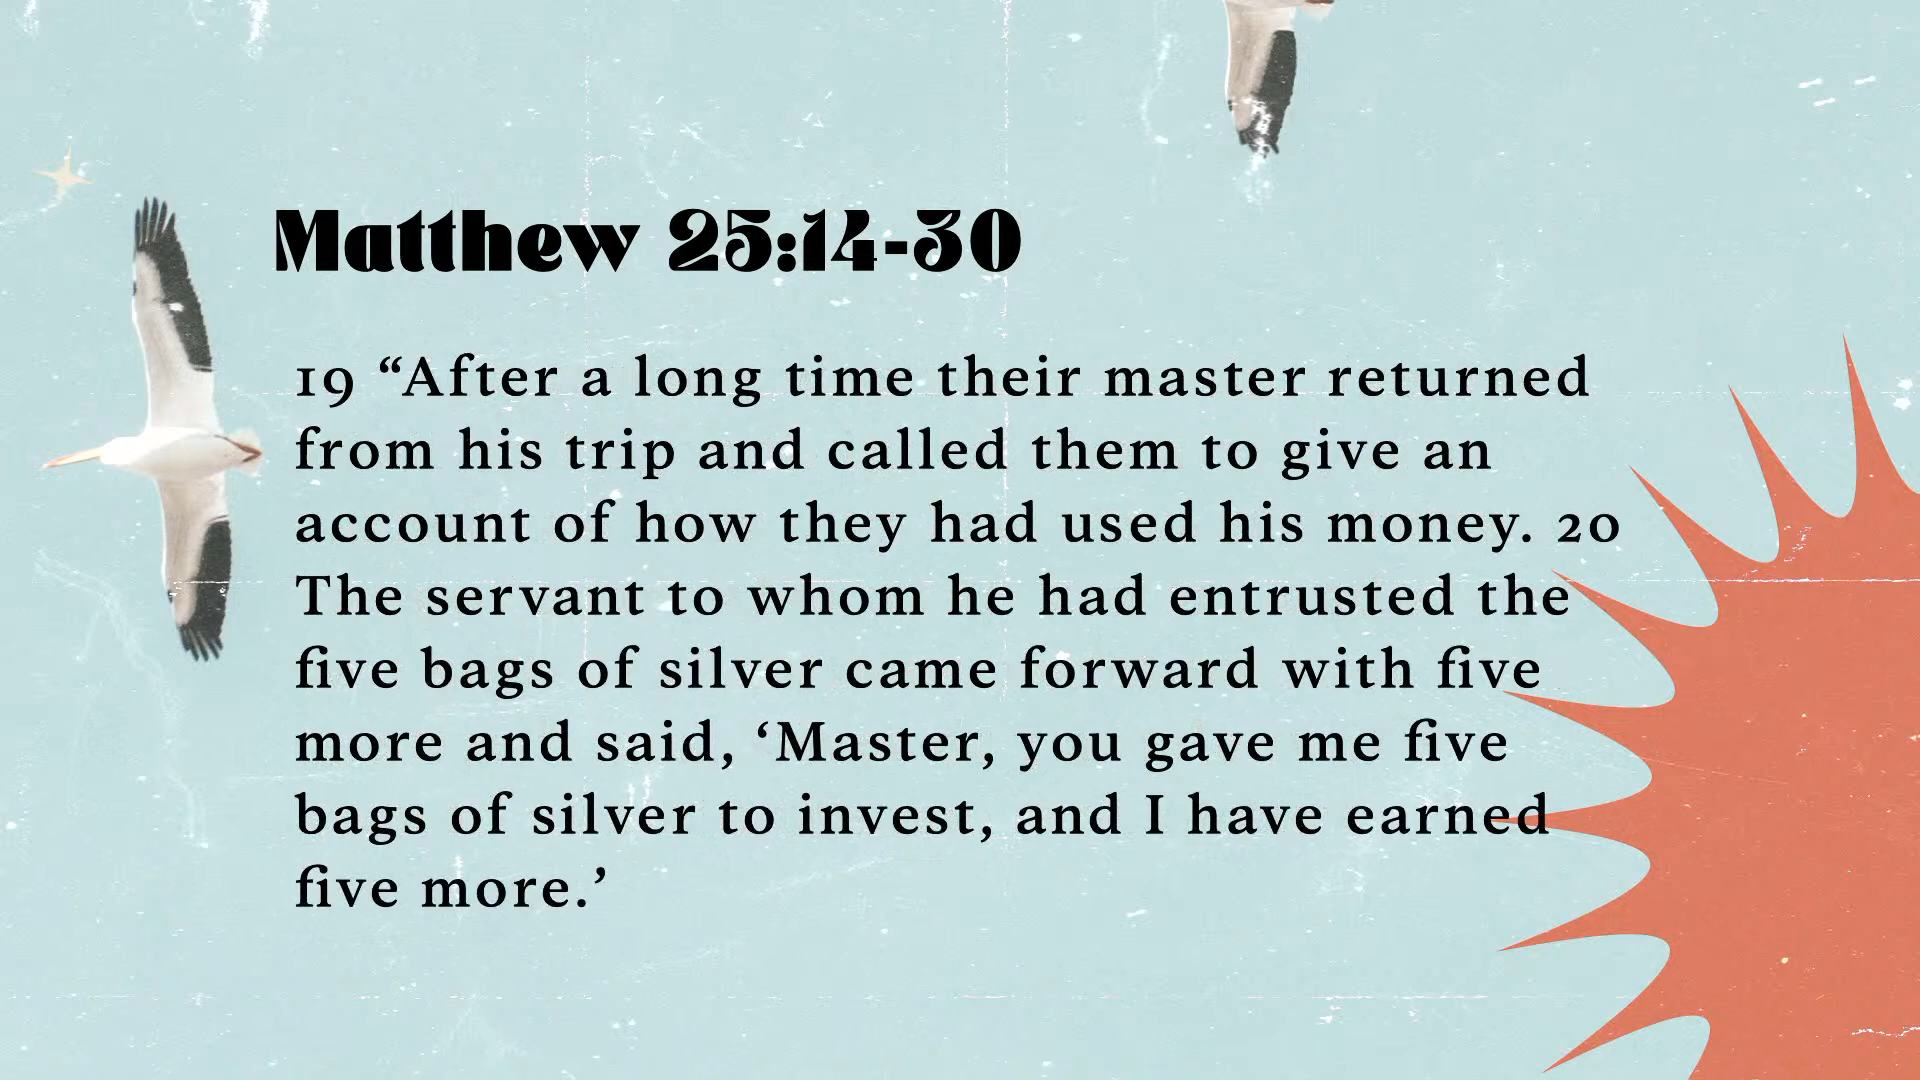 Matthew 25:14-30
19 “After a long time their master returned
from his trip and called them to give an
account of how they had used his money. 20
The servant to whom he had entrusted the
five bags of silver came forward with five
more and said, ‘Master, you gave me five
bags of silver to invest, and I have earned
five more.’